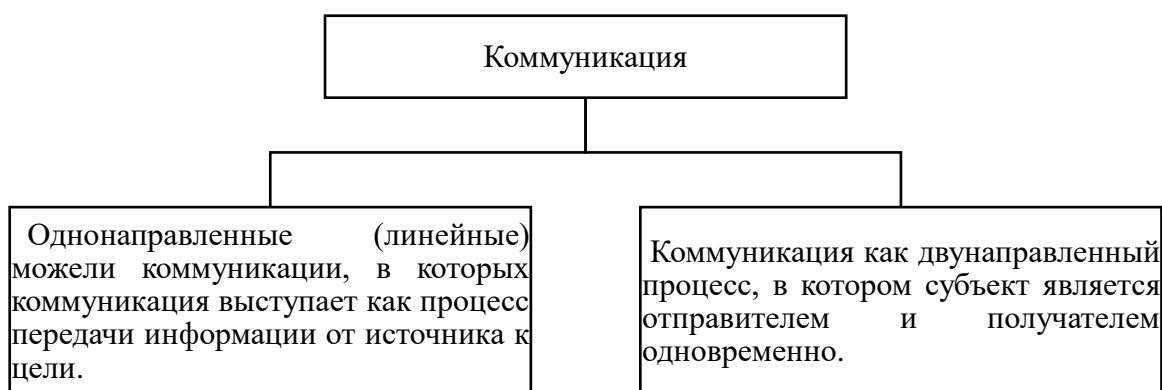 Коммуникация
Однонаправленные (линейные)
можели коммуникации, в которых
коммуникация выступает как процесс
передачи информации от источника к
цели.
Коммуникация как двунаправленный
процесс, в котором субъект является
отправителем и получателем
одновременно.